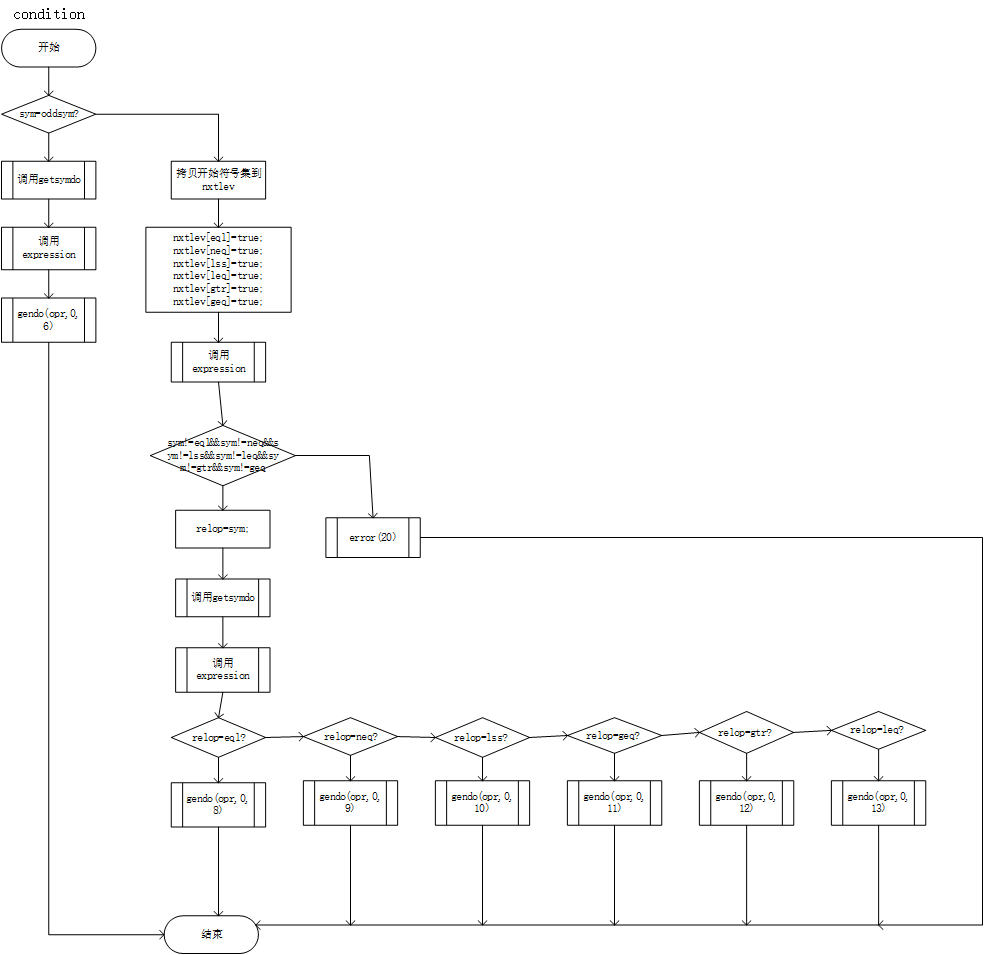 condition
开始
sym=oddsym?
调用getsymdo
拷贝开始符号集到
nxtlev
调用
expression
nxtlev[eql]=true;
nxtlev[neq]=true;
nxtlev[lss]=true;
nxtlev[leq]=true;
nxtlev[gtr]=true;
nxtlev[geq]=true;
gendo(opr,0,
6)
调用
expression
sym!=eql&&sym!=neq&&s
ym!=lss&&sym!=leq&&sy
m!=gtr&&sym!=geq
relop=sym;
error(20)
调用getsymdo
调用
expression
relop=eql?
relop=neq?
relop=lss?
relop=geq?
relop=gtr?
relop=leq?
gendo(opr,0,
8)
gendo(opr,0,
9)
gendo(opr,0,
10)
gendo(opr,0,
11)
gendo(opr,0,
12)
gendo(opr,0,
13)
结束